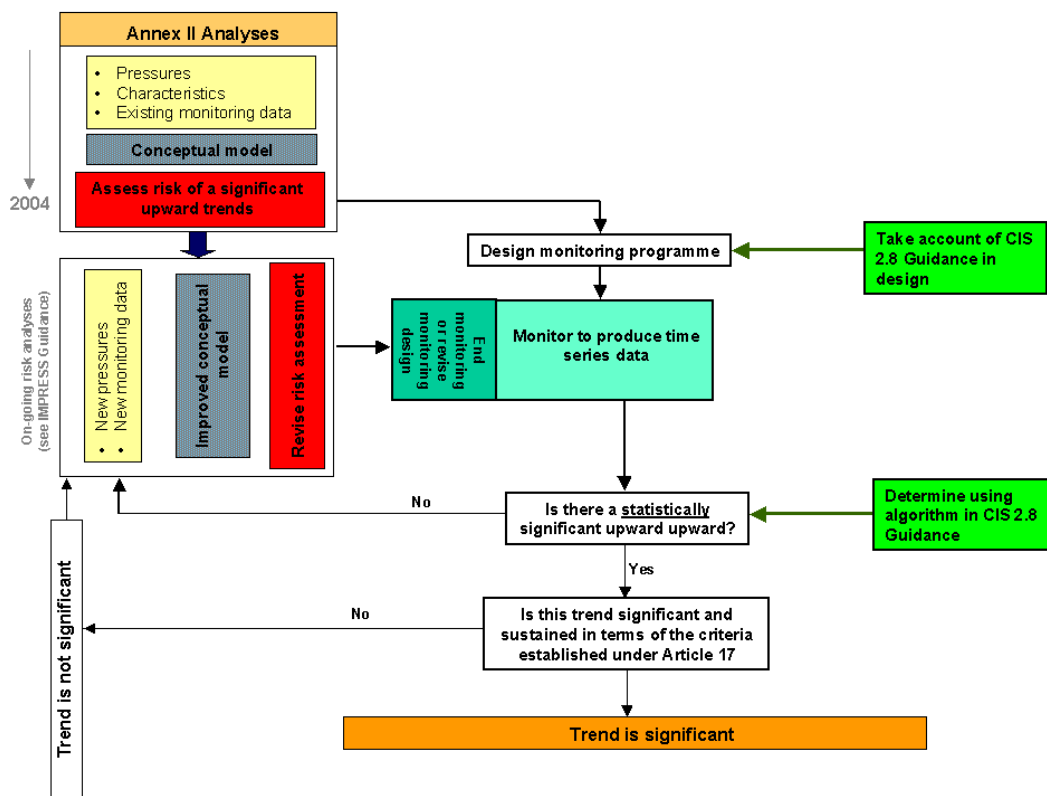 Annex II Analyses
• Pressures
• Characteristics
• Existing monitoring data
Conceptual model
Assess risk of a significant
upward trends
2004
Design monitoring programme
Take account of CIS
2.8 Guidance in
design
On-going risk analyses
(see IMPRESS Guidance)
• New pressures
• New monitoring data
Improved conceptual
model
Revise risk assessment
End
monitoring
or revise
monitoring
design
Monitor to produce time
series data
No
Is there a statistically
significant upward upward?
Determine using
algorithm in CIS 2.8
Guidance
Yes
Trend is not significant
No
Is this trend significant and
sustained in terms of the criteria
established under Article 17
Trend is significant